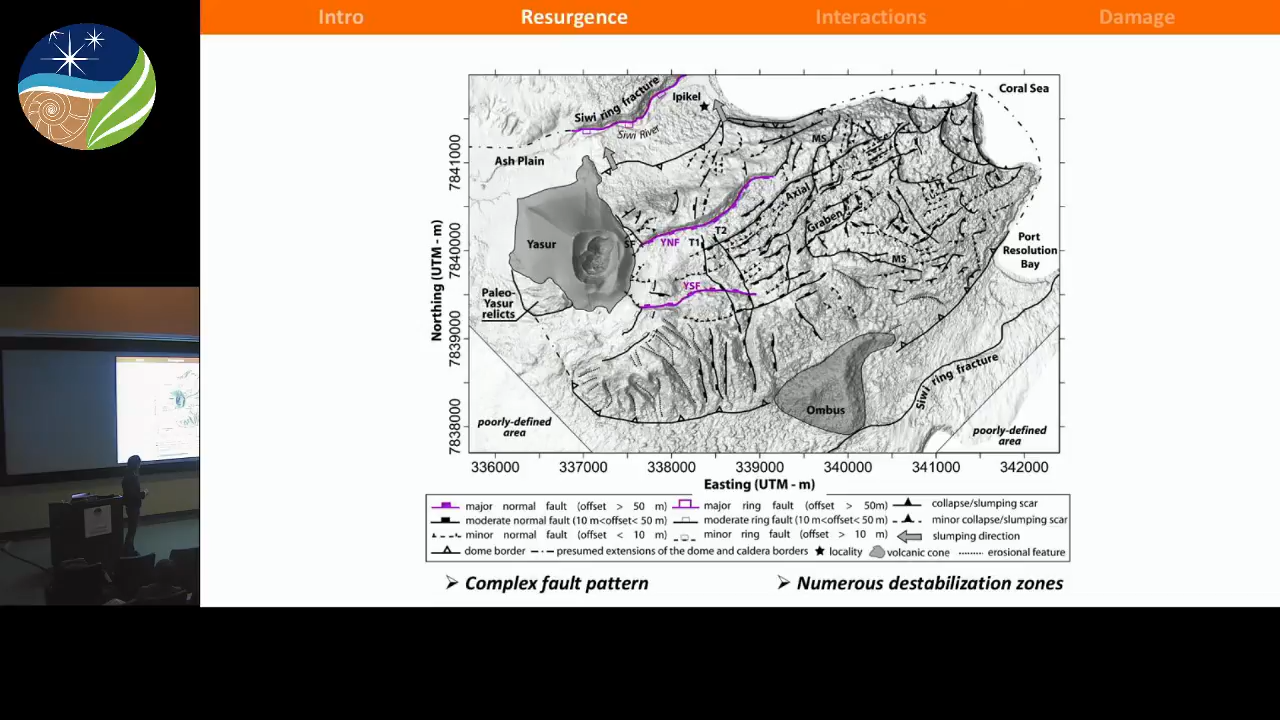 Intro Resurgence Interactions Damage
Siwi ring fracture
Ipikel
Siwi River
Coral Sea
MS
Ash Plain
Axial
Graben
Yasur
SF
YNF
T1
T2
Port
Resolution
Bay
MS
YSF
Paleo-
Yasur
relicts
Siwi ring fracture
Ombus
poorly-defined
area
poorly-defined
area
Northing (UTM - m)
7841000
7840000
7839000
7838000
336000 337000 338000 339000 340000 341000 342000
Easting (UTM - m)
major normal fault (offset > 50 m) major ring fault (offset > 50m) collapse/slumping scar
moderate normal fault (10 m<offset< 50 m) moderate ring fault (10 m<offset< 50 m) minor collapse/slumping scar
minor normal fault (offset < 10 m) minor ring fault (offset > 10 m) slumping direction
dome border presumed extensions of the dome and caldera borders locality volcanic cone erosional feature
➢ Complex fault pattern ➢ Numerous destabilization zones